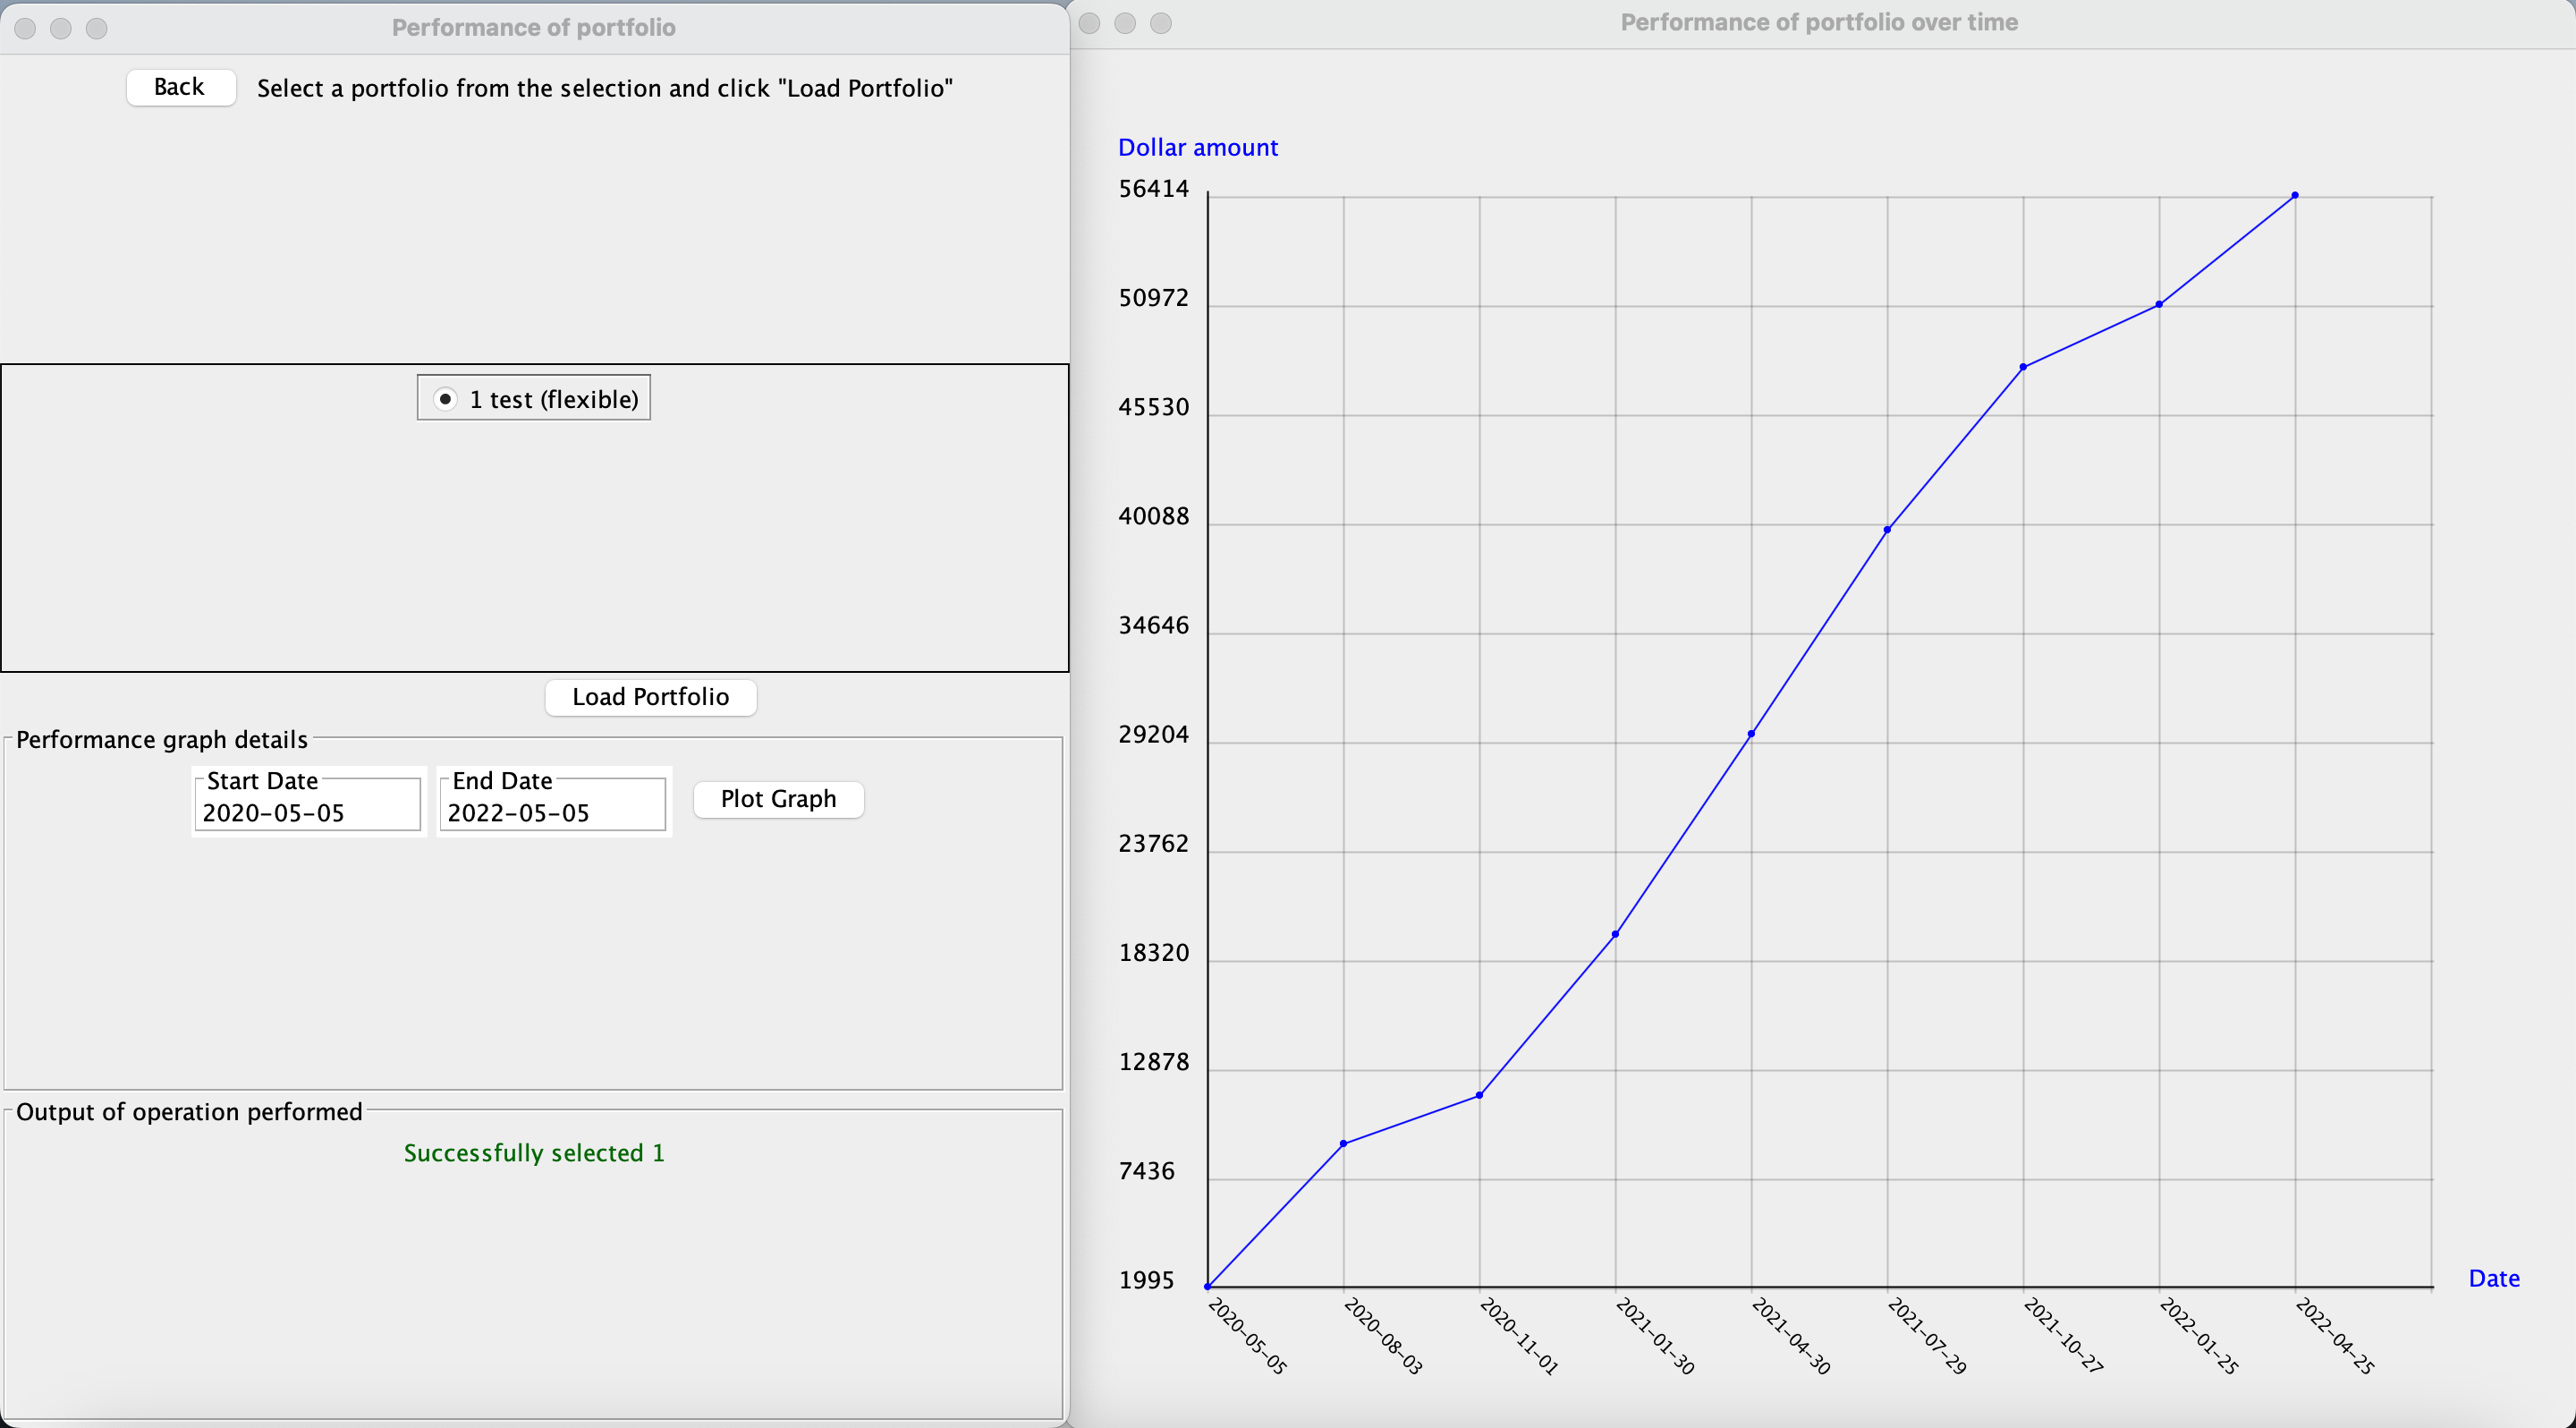 Performance of portfolio
Back
Select a portfolio from the selection and click "Load Portfolio"
1 test (flexible)
Load Portfolio
Performance graph details
Start Date
2020-05-05
End Date
2022-05-05
Plot Graph
Output of operation performed
Successfully selected 1
Performance of portfolio over time
Dollar amount
56414
50972
45530
40088
34646
29204
23762
18320
12878
7436
1995
Date
2020-05-05
2020-08-03
2020-11-01
2021-01-30
2021-04-30
2021-07-29
2021-10-27
2022-01-25
2022-04-25